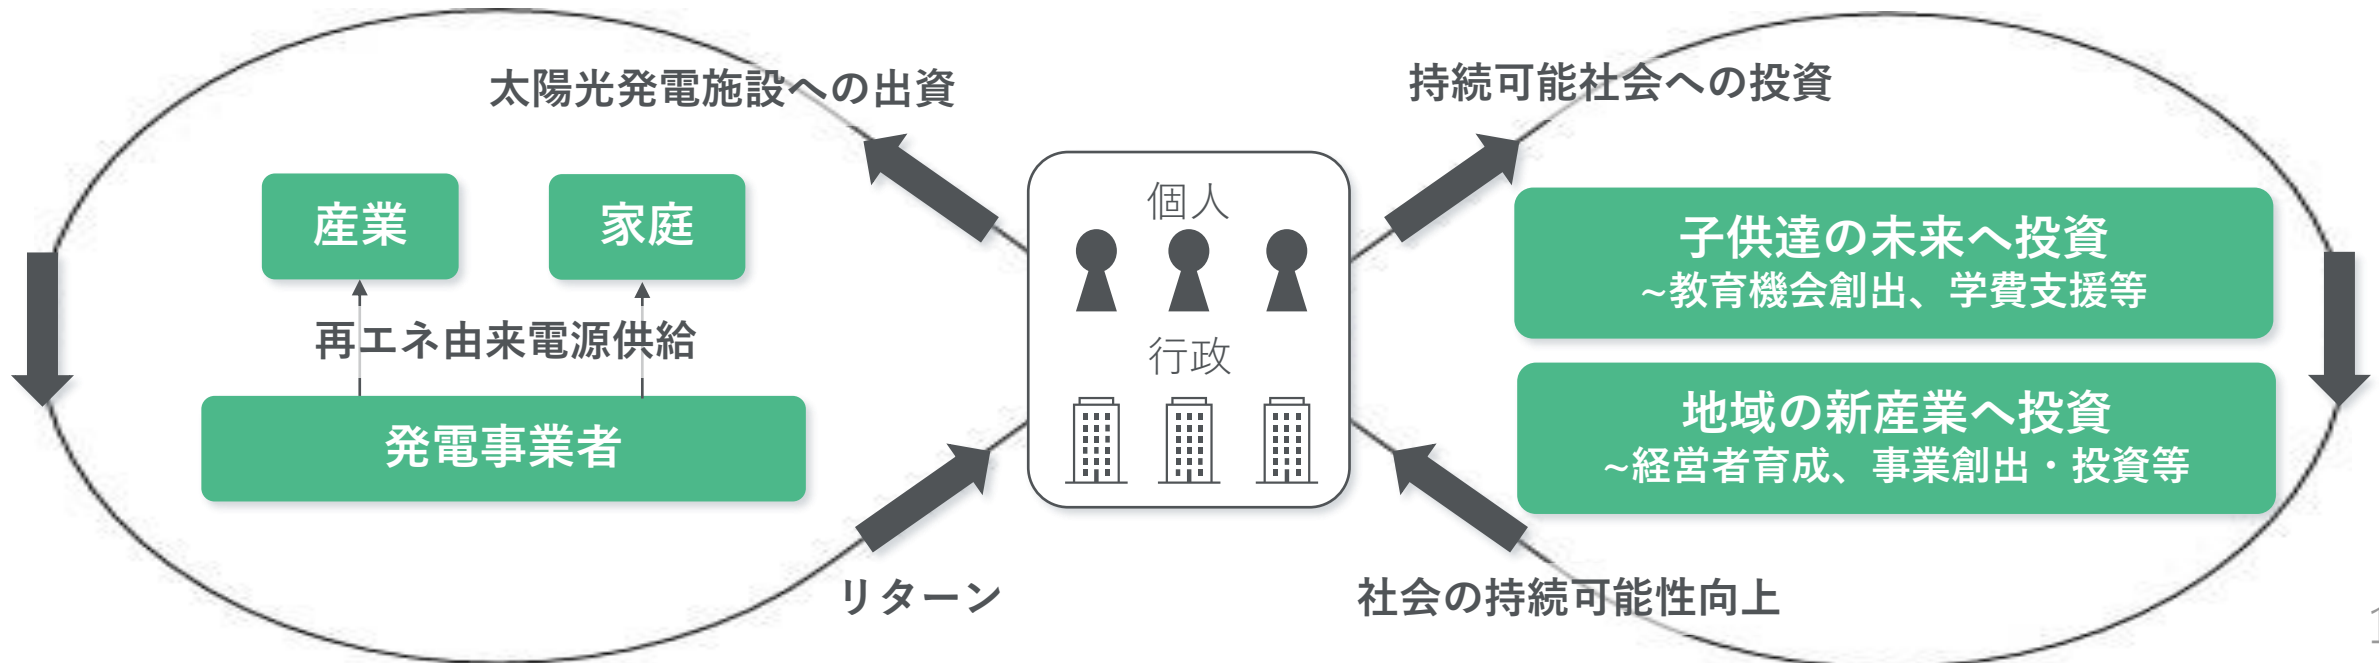 太陽光発電施設への出資
持続可能社会への投資
産業
家庭
再エネ由来電源供給
発電事業者
リターン
個人
行政
子供達の未来へ投資
~教育機会創出、学費支援等
地域の新産業へ投資
~経営者育成、事業創出・投資等
社会の持続可能性向上